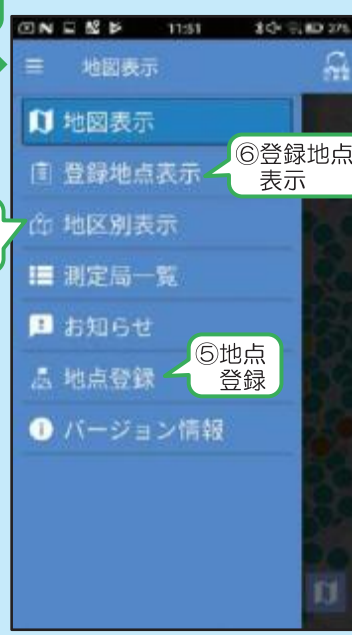 11:51
27%
地図表示
地図表示
登録地点表示
⑥登録地点
表示
地区別表示
測定局一覧
お知らせ
⑤地点
登録
地点登録
バージョン情報